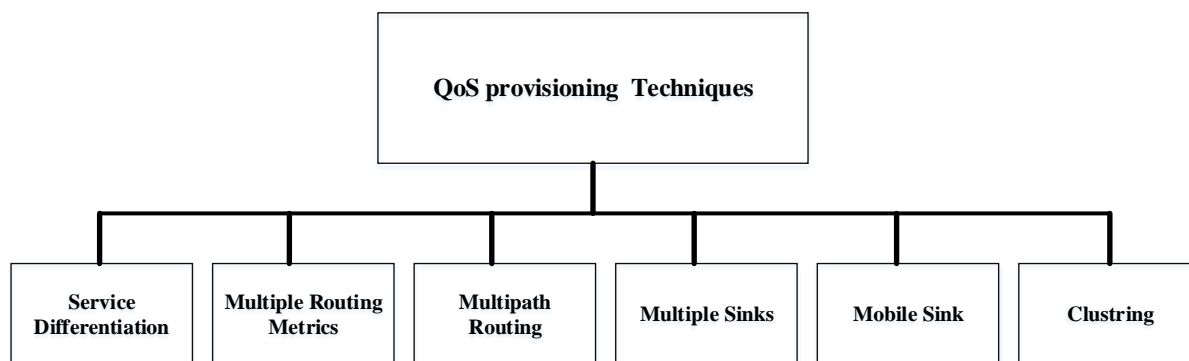 QoS provisioning Techniques
Service
Differentiation
Multiple Routing
Metrics
Multipath
Routing
Multiple Sinks
Mobile Sink
Clustring